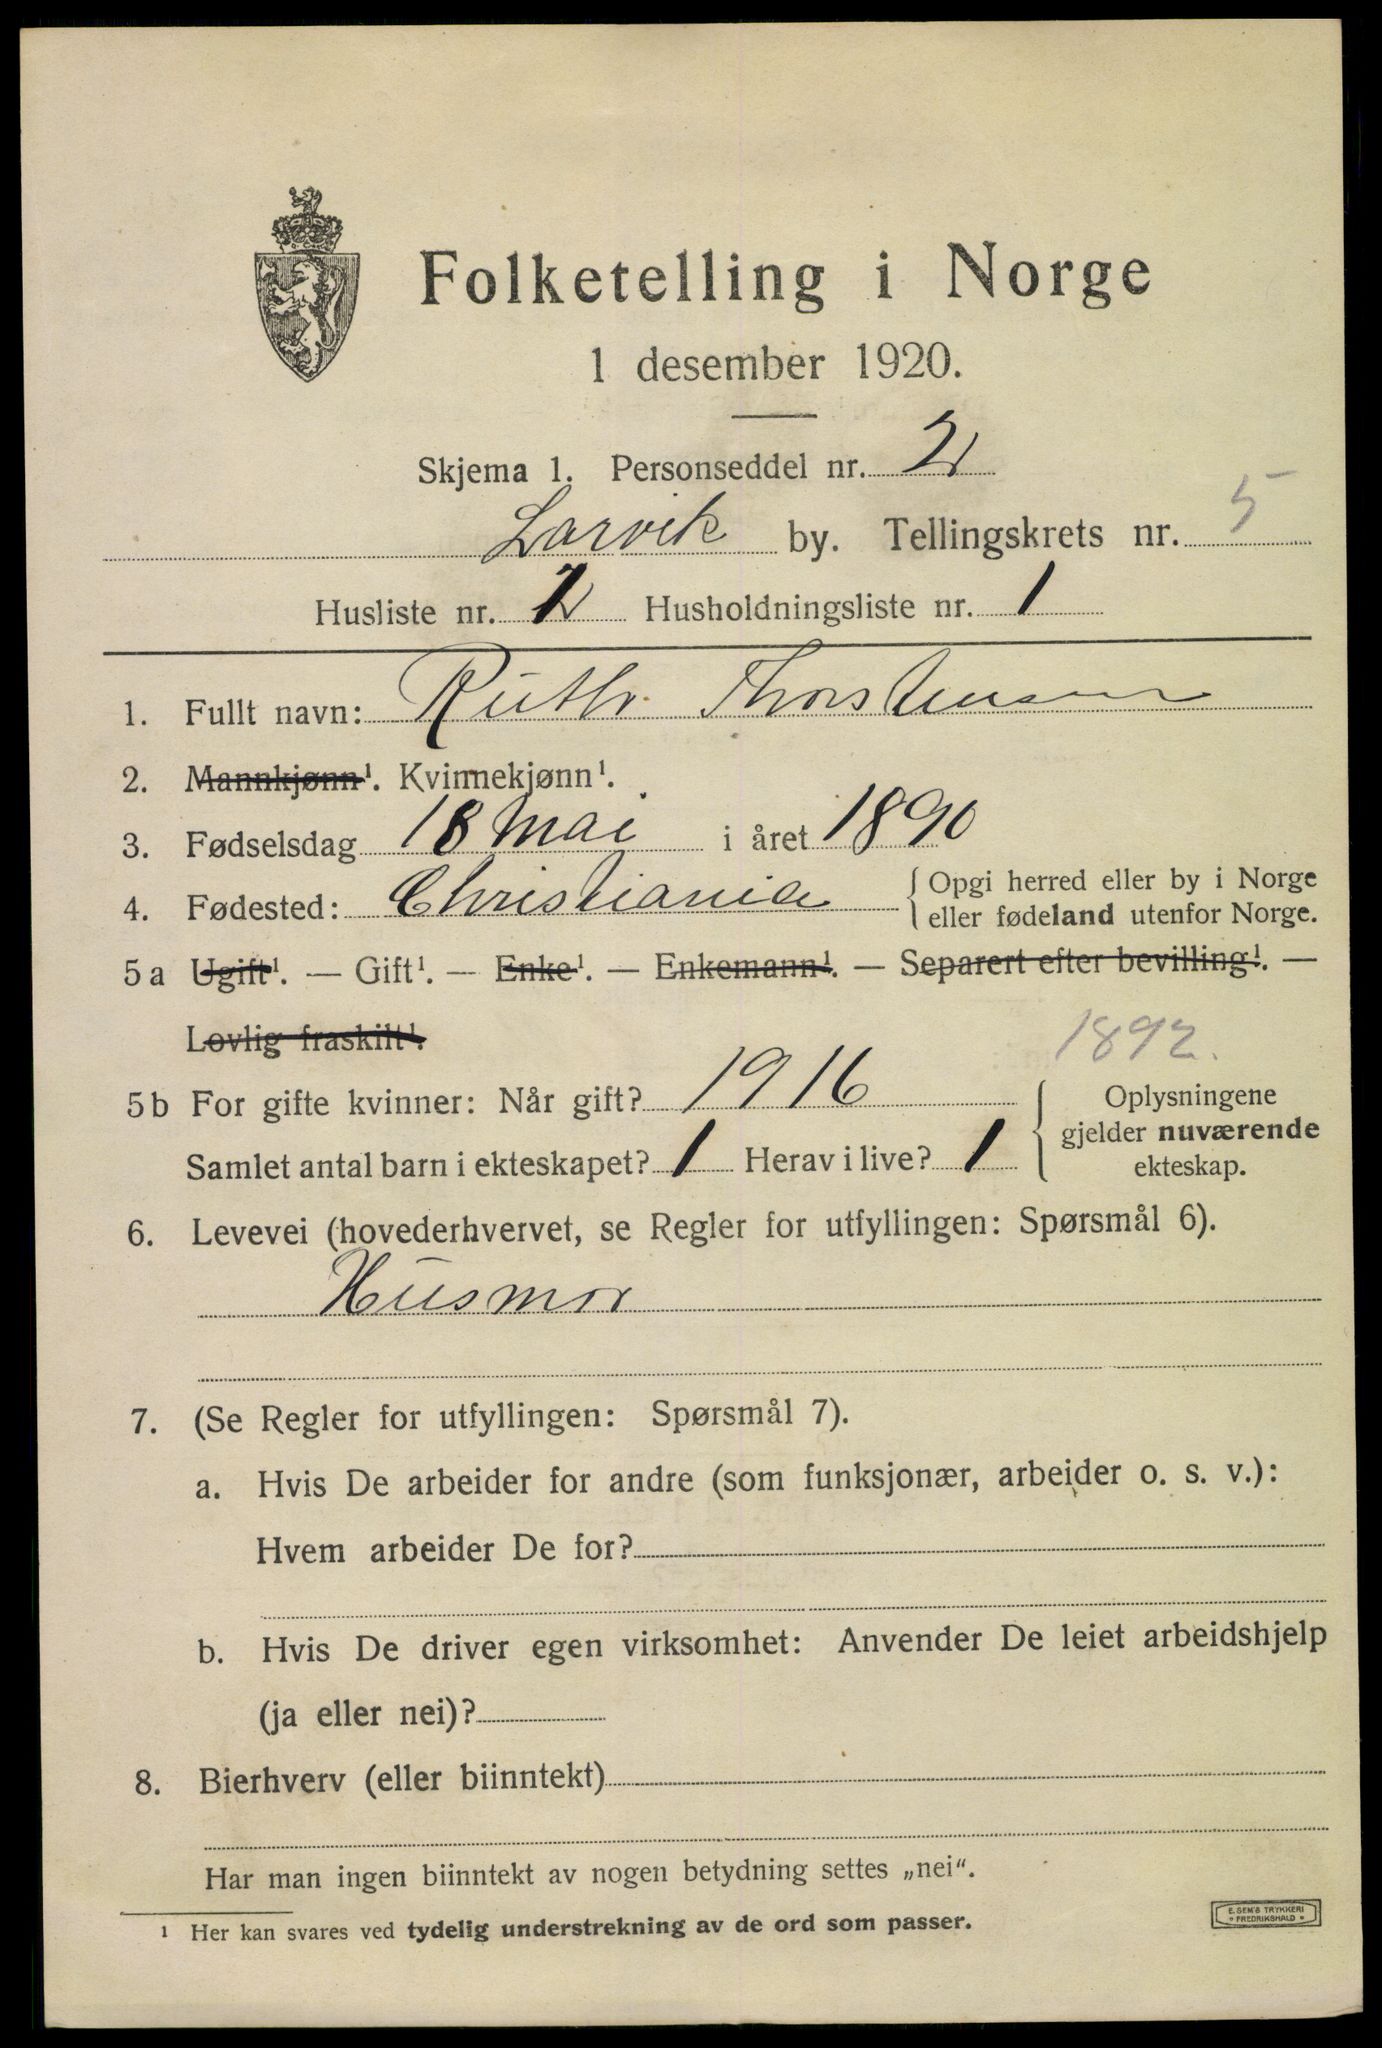 Folketelling i Norge
1 desember 1920.
Skjema 1. Personseddel nr. 2
Larvik by. Tellingskrets nr. 5
Husliste nr. 2 Husholdningsliste nr. 1
1. Fullt navn: Ruth Thorstensen
2. Mannkjønn¹. Kvinnekjønn¹.
3. Fødselsdag 18 mai i året 1890
4. Fødested: Christiania { Opgi herred eller by i Norge
eller fødeland utenfor Norge.
5 a Ugift¹. — Gift¹. — Enke¹. — Enkemann¹. — Separert efter bevilling¹. —
Lovlig fraskilt¹.
1892.
5 b For gifte kvinner: Når gift? 1916 { Oplysningene
gjelder nuværende
Samlet antal barn i ekteskapet? 1 Herav i live? 1 ekteskap.
6. Levevei (hovederhvervet, se Regler for utfyllingen: Spørsmål 6).
Husmor
7. (Se Regler for utfyllingen: Spørsmål 7).
a. Hvis De arbeider for andre (som funksjonær, arbeider o. s. v.):
Hvem arbeider De for?
b. Hvis De driver egen virksomhet: Anvender De leiet arbeidshjelp
(ja eller nei)?
8. Bierhverv (eller biinntekt)
Har man ingen biinntekt av nogen betydning settes „nei“.
¹ Her kan svares ved tydelig understrekning av de ord som passer.
E. SEM'S TRYKKERI
• FREDRIKSHALD •